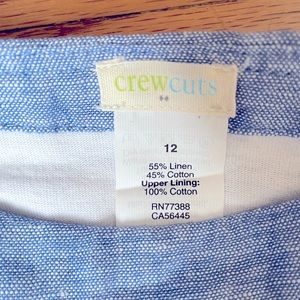 crewcuts
12
55% Linen
45% Cotton
Upper Lining:
100% Cotton
RN77388
CA56445